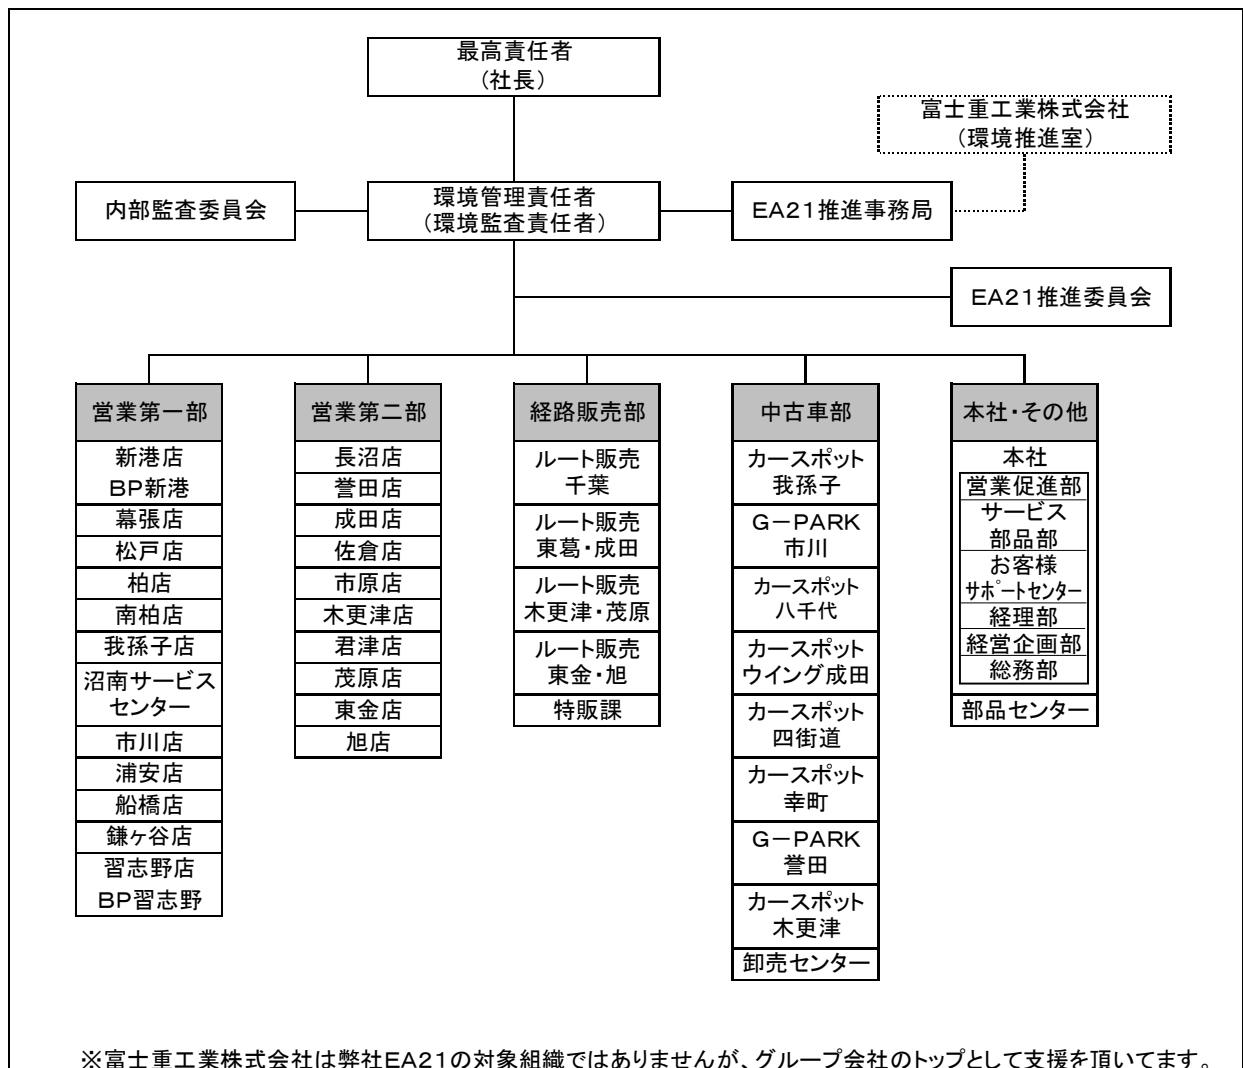 最高責任者
（社長）
富士重工業株式会社
（環境推進室）
内部監査委員会
環境管理責任者
（環境監査責任者）
EA21推進事務局
EA21推進委員会
営業第一部
新港店
BP新港
幕張店
松戸店
柏店
南柏店
我孫子店
沼南サービス
センター
市川店
浦安店
船橋店
鎌ヶ谷店
習志野店
BP習志野
営業第二部
長沼店
誉田店
成田店
佐倉店
市原店
木更津店
君津店
茂原店
東金店
旭店
経路販売部
ルート販売
千葉
ルート販売
東葛・成田
ルート販売
木更津・茂原
ルート販売
東金・旭
特販課
中古車部
カースポット
我孫子
G－PARK
市川
カースポット
八千代
カースポット
ウイング成田
カースポット
四街道
カースポット
幸町
G－PARK
誉田
カースポット
木更津
卸売センター
本社・その他
本社
営業促進部
サービス
部品部
お客様
ｻﾎﾟｰﾄｾﾝﾀｰ
経理部
経営企画部
総務部
部品センター
※富士重工業株式会社は弊社EA21の対象組織ではありませんが、グループ会社のトップとして支援を頂いてます。